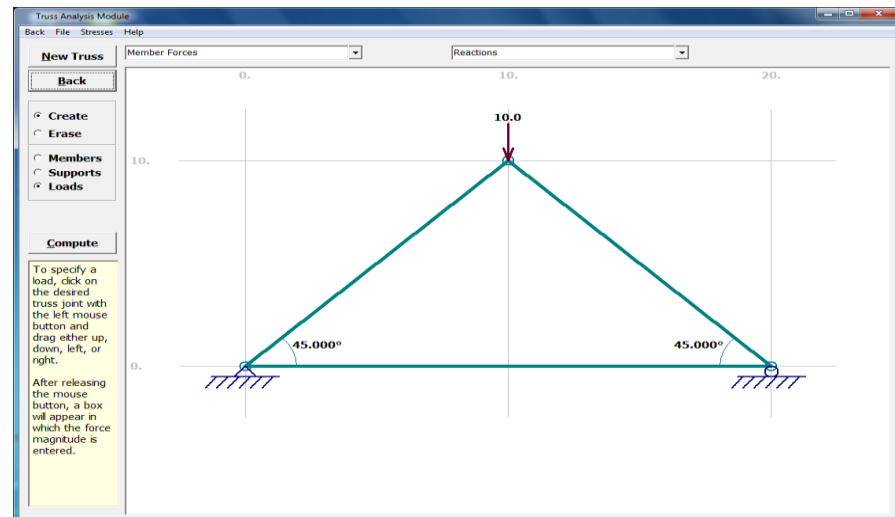 Truss Analysis Module
Back File Stresses Help
New Truss
Member Forces
Reactions
Back
0.
10.
20.
Create
Erase
10.0
Members
Supports
Loads
10.
Compute
To specify a
load, click on
the desired
truss joint with
the left mouse
button and
drag either up,
down, left, or
right.
After releasing
the mouse
button, a box
will appear in
which the force
magnitude is
entered.
45.000°
45.000°
0.